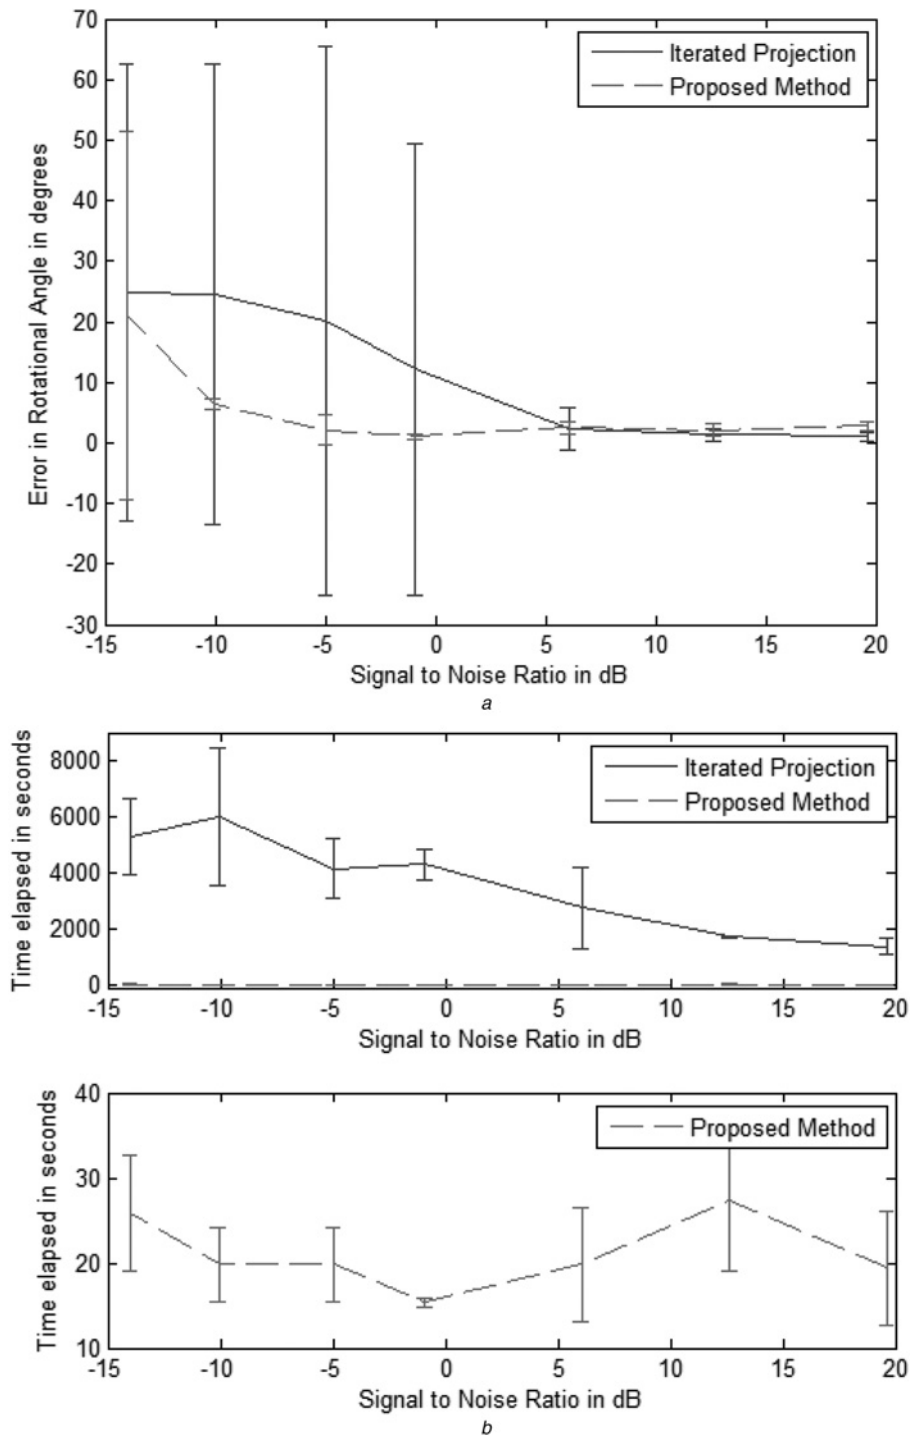 70
60
50
40
30
20
10
0
-10
-20
-30
Error in Rotational Angle in degrees
Iterated Projection
Proposed Method
-15 -10 -5 0 5 10 15 20
Signal to Noise Ratio in dB
a
8000
6000
4000
2000
0
Time elapsed in seconds
Iterated Projection
Proposed Method
-15 -10 -5 0 5 10 15 20
Signal to Noise Ratio in dB
40
30
20
10
Time elapsed in seconds
Proposed Method
-15 -10 -5 0 5 10 15 20
Signal to Noise Ratio in dB
b